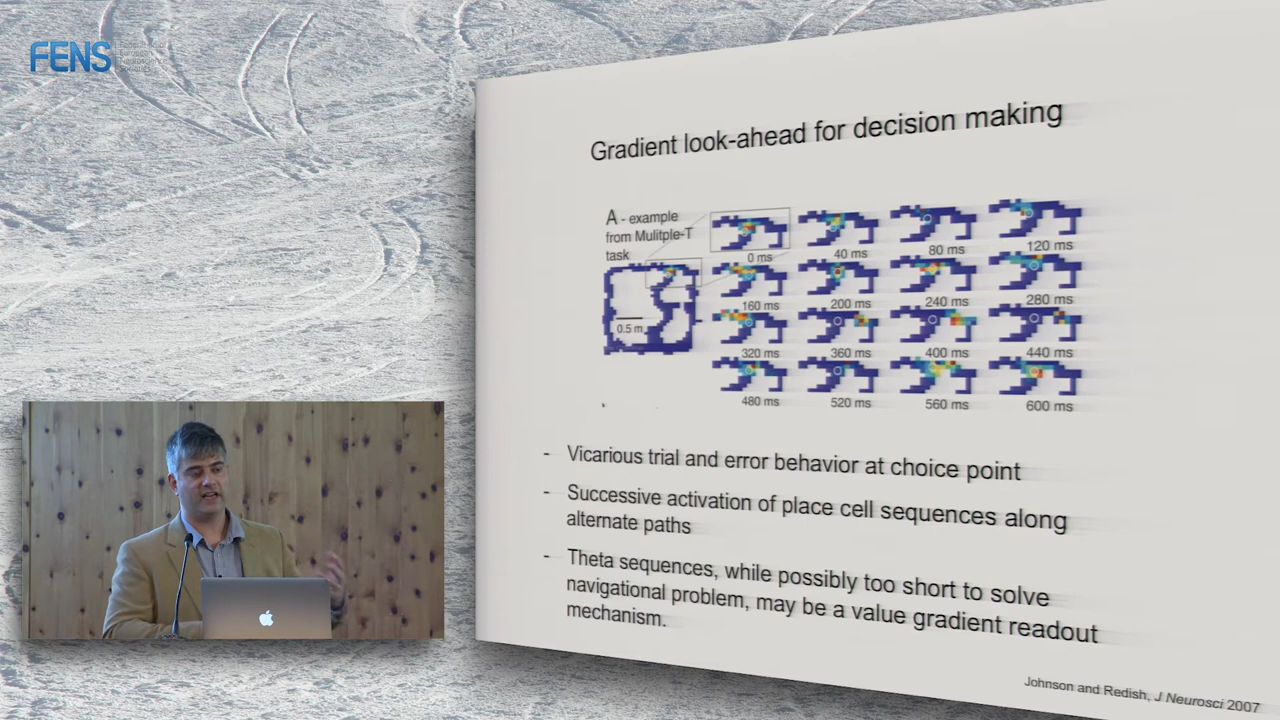 FENS
Gradient look-ahead for decision making
A - example
from Mulitple-T
task
0.5 m
0 ms
40 ms
80 ms
120 ms
160 ms
200 ms
240 ms
280 ms
320 ms
360 ms
400 ms
440 ms
480 ms
520 ms
560 ms
600 ms
- Vicarious trial and error behavior at choice point
- Successive activation of place cell sequences along
alternate paths
- Theta sequences, while possibly too short to solve
navigational problem, may be a value gradient readout
mechanism.
Johnson and Redish, J Neurosci 2007